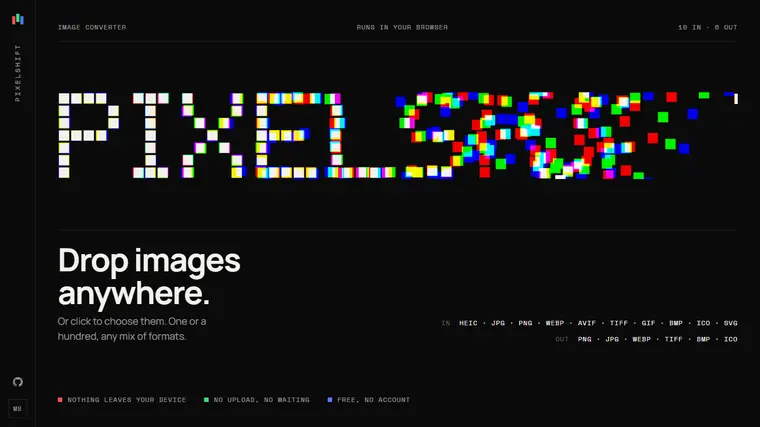 IMAGE CONVERTER
RUNS IN YOUR BROWSER
10 IN · 6 OUT
PIXELSHIFT
PIXEL
Drop images
anywhere.
Or click to choose them. One or a
hundred, any mix of formats.
IN HEIC · JPG · PNG · WEBP · AVIF · TIFF · GIF · BMP · ICO · SVG
OUT PNG · JPG · WEBP · TIFF · BMP · ICO
NOTHING LEAVES YOUR DEVICE
NO UPLOAD, NO WAITING
FREE, NO ACCOUNT